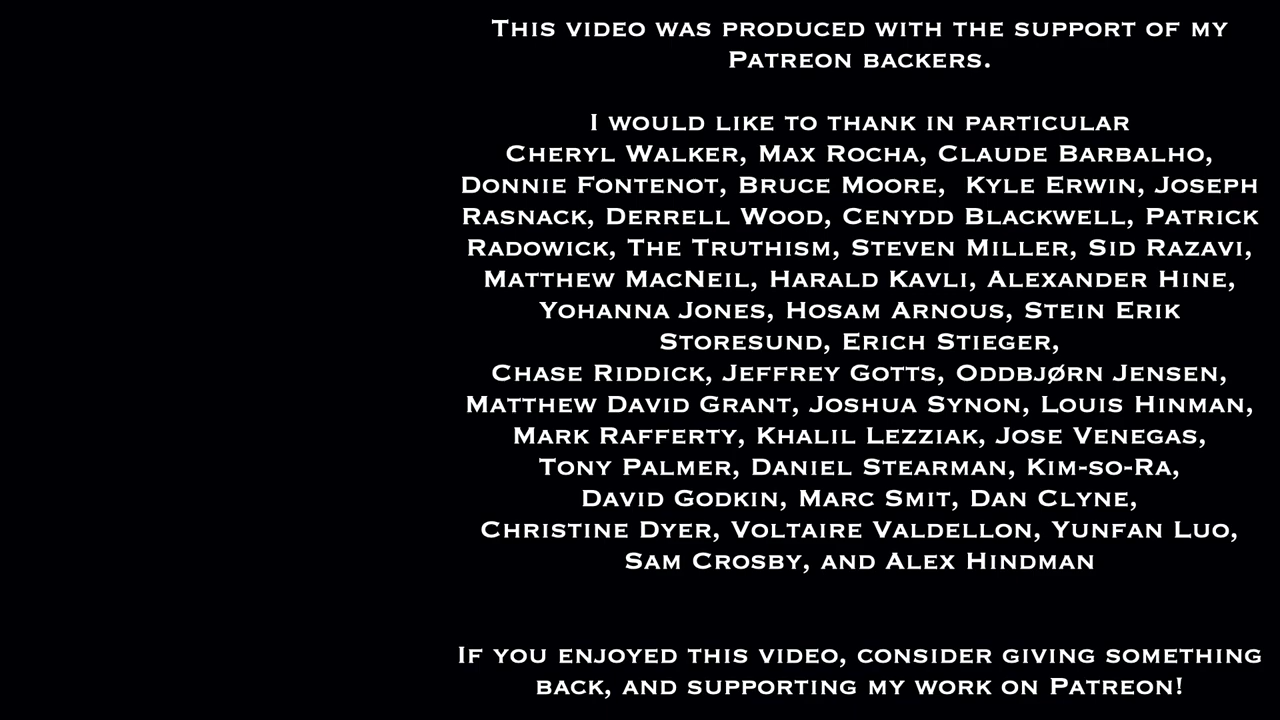 This video was produced with the support of my
Patreon backers.
I would like to thank in particular
Cheryl Walker, Max Rocha, Claude Barbalho,
Donnie Fontenot, Bruce Moore,  Kyle Erwin, Joseph
Rasnack, Derrell Wood, Cenydd Blackwell, Patrick
Radowick, The Truthism, Steven Miller, Sid Razavi,
Matthew MacNeil, Harald Kavli, Alexander Hine,
Yohanna Jones, Hosam Arnous, Stein Erik
Storesund, Erich Stieger,
Chase Riddick, Jeffrey Gotts, Oddbjørn Jensen,
Matthew David Grant, Joshua Synon, Louis Hinman,
Mark Rafferty, Khalil Lezziak, Jose Venegas,
Tony Palmer, Daniel Stearman, Kim-so-Ra,
David Godkin, Marc Smit, Dan Clyne,
Christine Dyer, Voltaire Valdellon, Yunfan Luo,
Sam Crosby, and Alex Hindman
If you enjoyed this video, consider giving something
back, and supporting my work on Patreon!